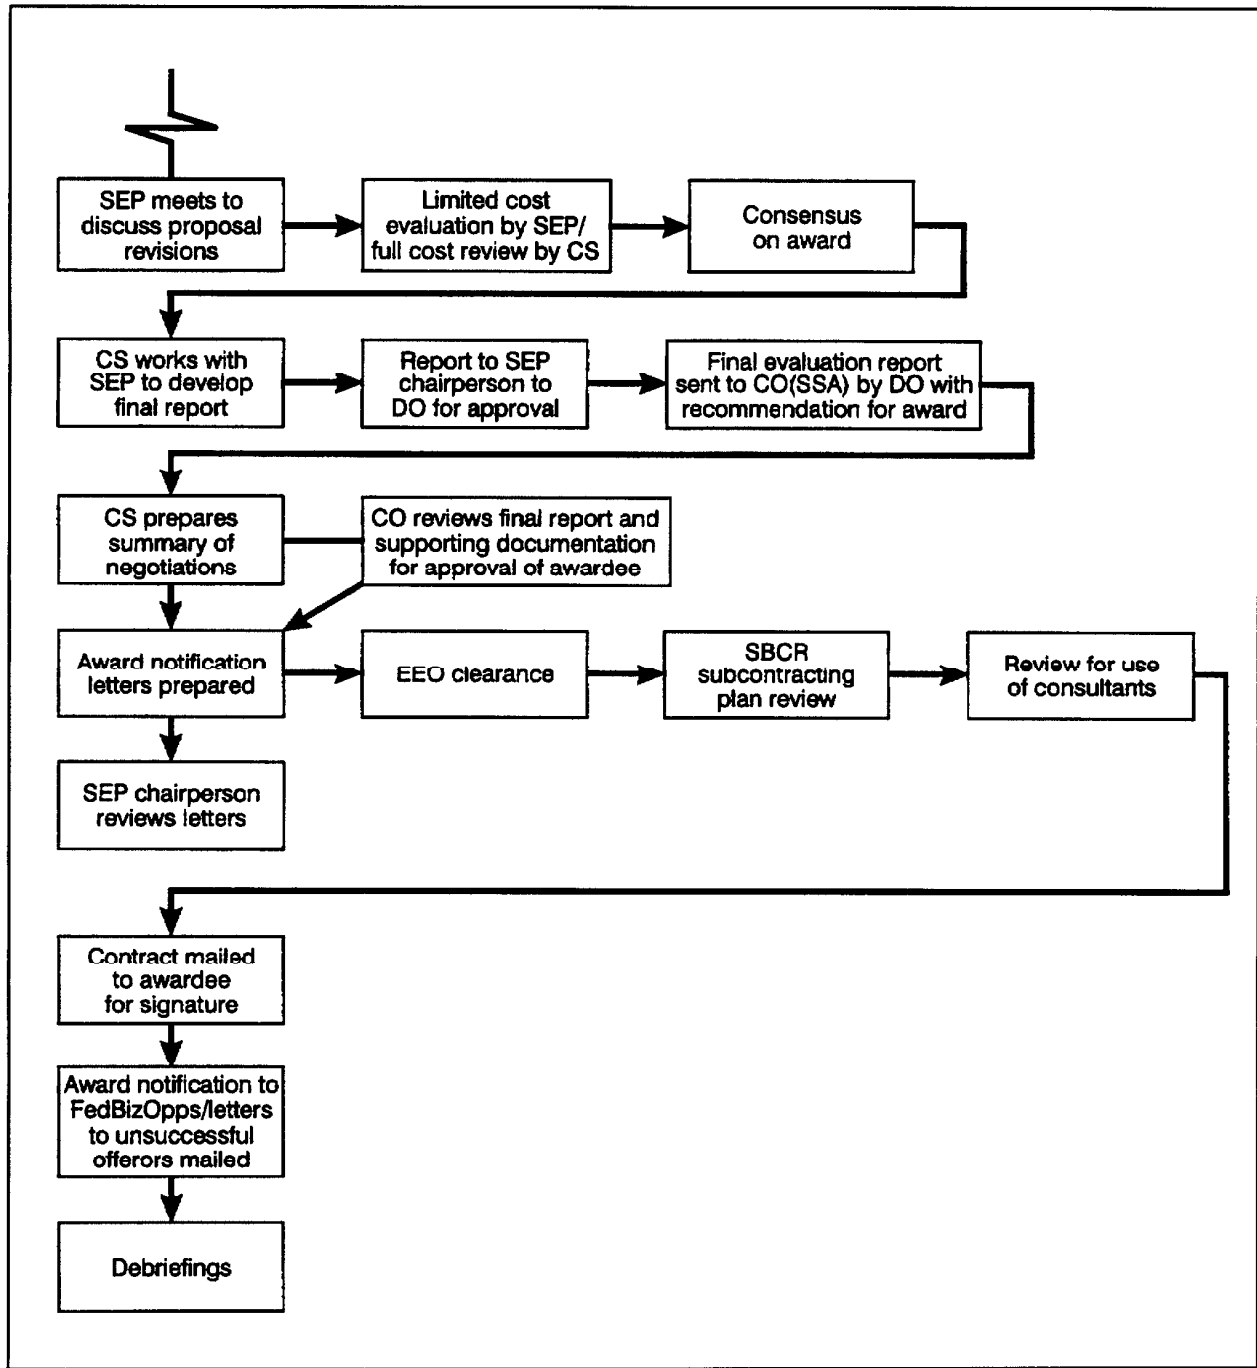 SEP meets to
discuss proposal
revisions
Limited cost
evaluation by SEP/
full cost review by CS
Consensus
on award
CS works with
SEP to develop
final report
Report to SEP
chairperson to
DO for approval
Final evaluation report
sent to CO(SSA) by DO with
recommendation for award
CS prepares
summary of
negotiations
CO reviews final report and
supporting documentation
for approval of awardee
Award notification
letters prepared
EEO clearance
SBCR
subcontracting
plan review
Review for use
of consultants
SEP chairperson
reviews letters
Contract mailed
to awardee
for signature
Award notification to
FedBizOpps/letters
to unsuccessful
offerors mailed
Debriefings